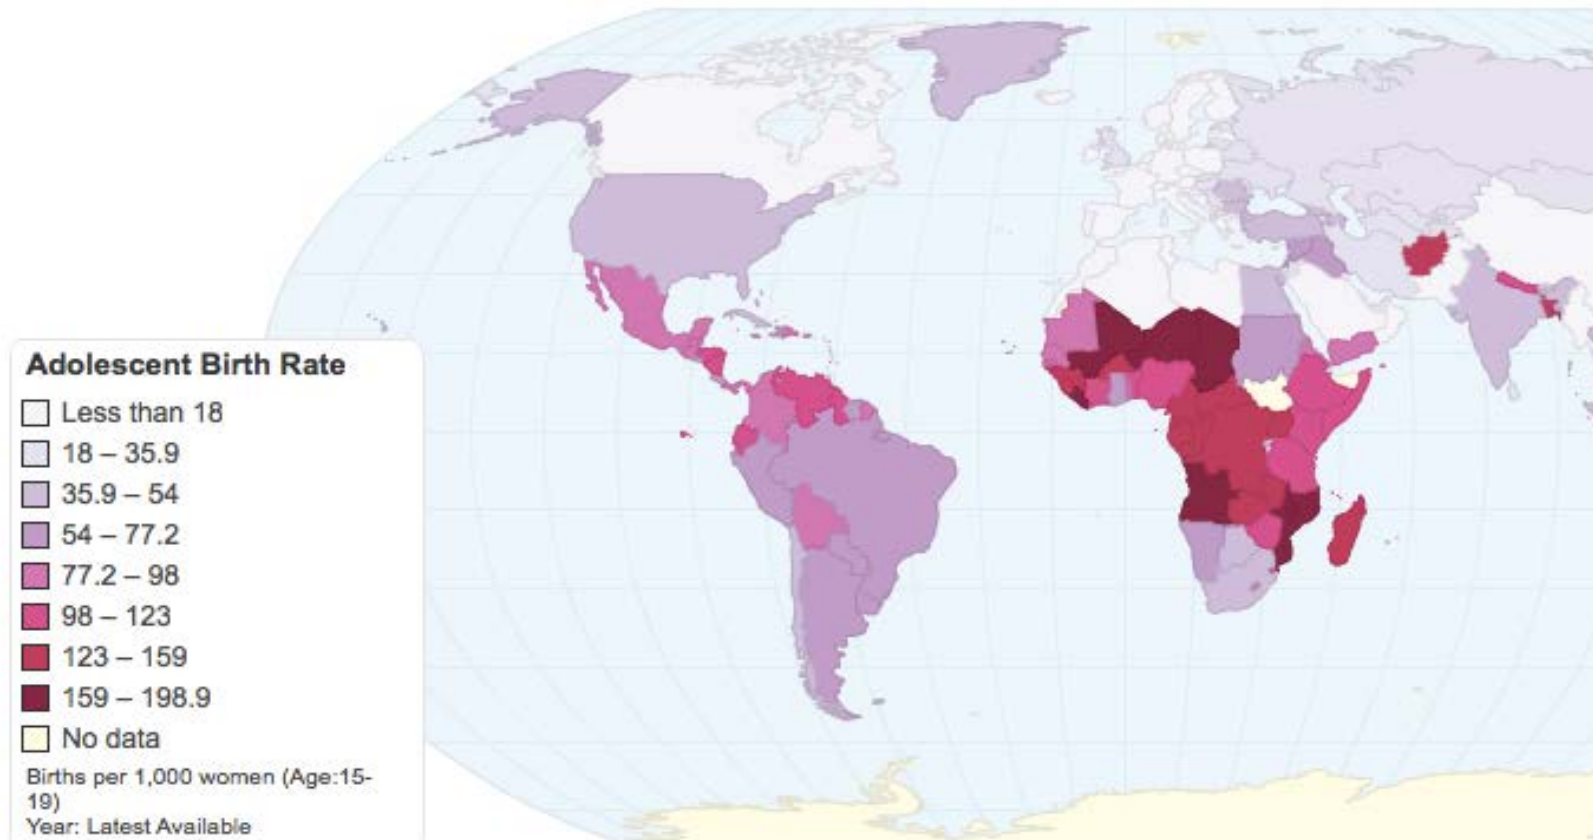 Adolescent Birth Rate
Less than 18
18 – 35.9
35.9 – 54
54 – 77.2
77.2 – 98
98 – 123
123 – 159
159 – 198.9
No data
Births per 1,000 women (Age:15-
19)
Year: Latest Available